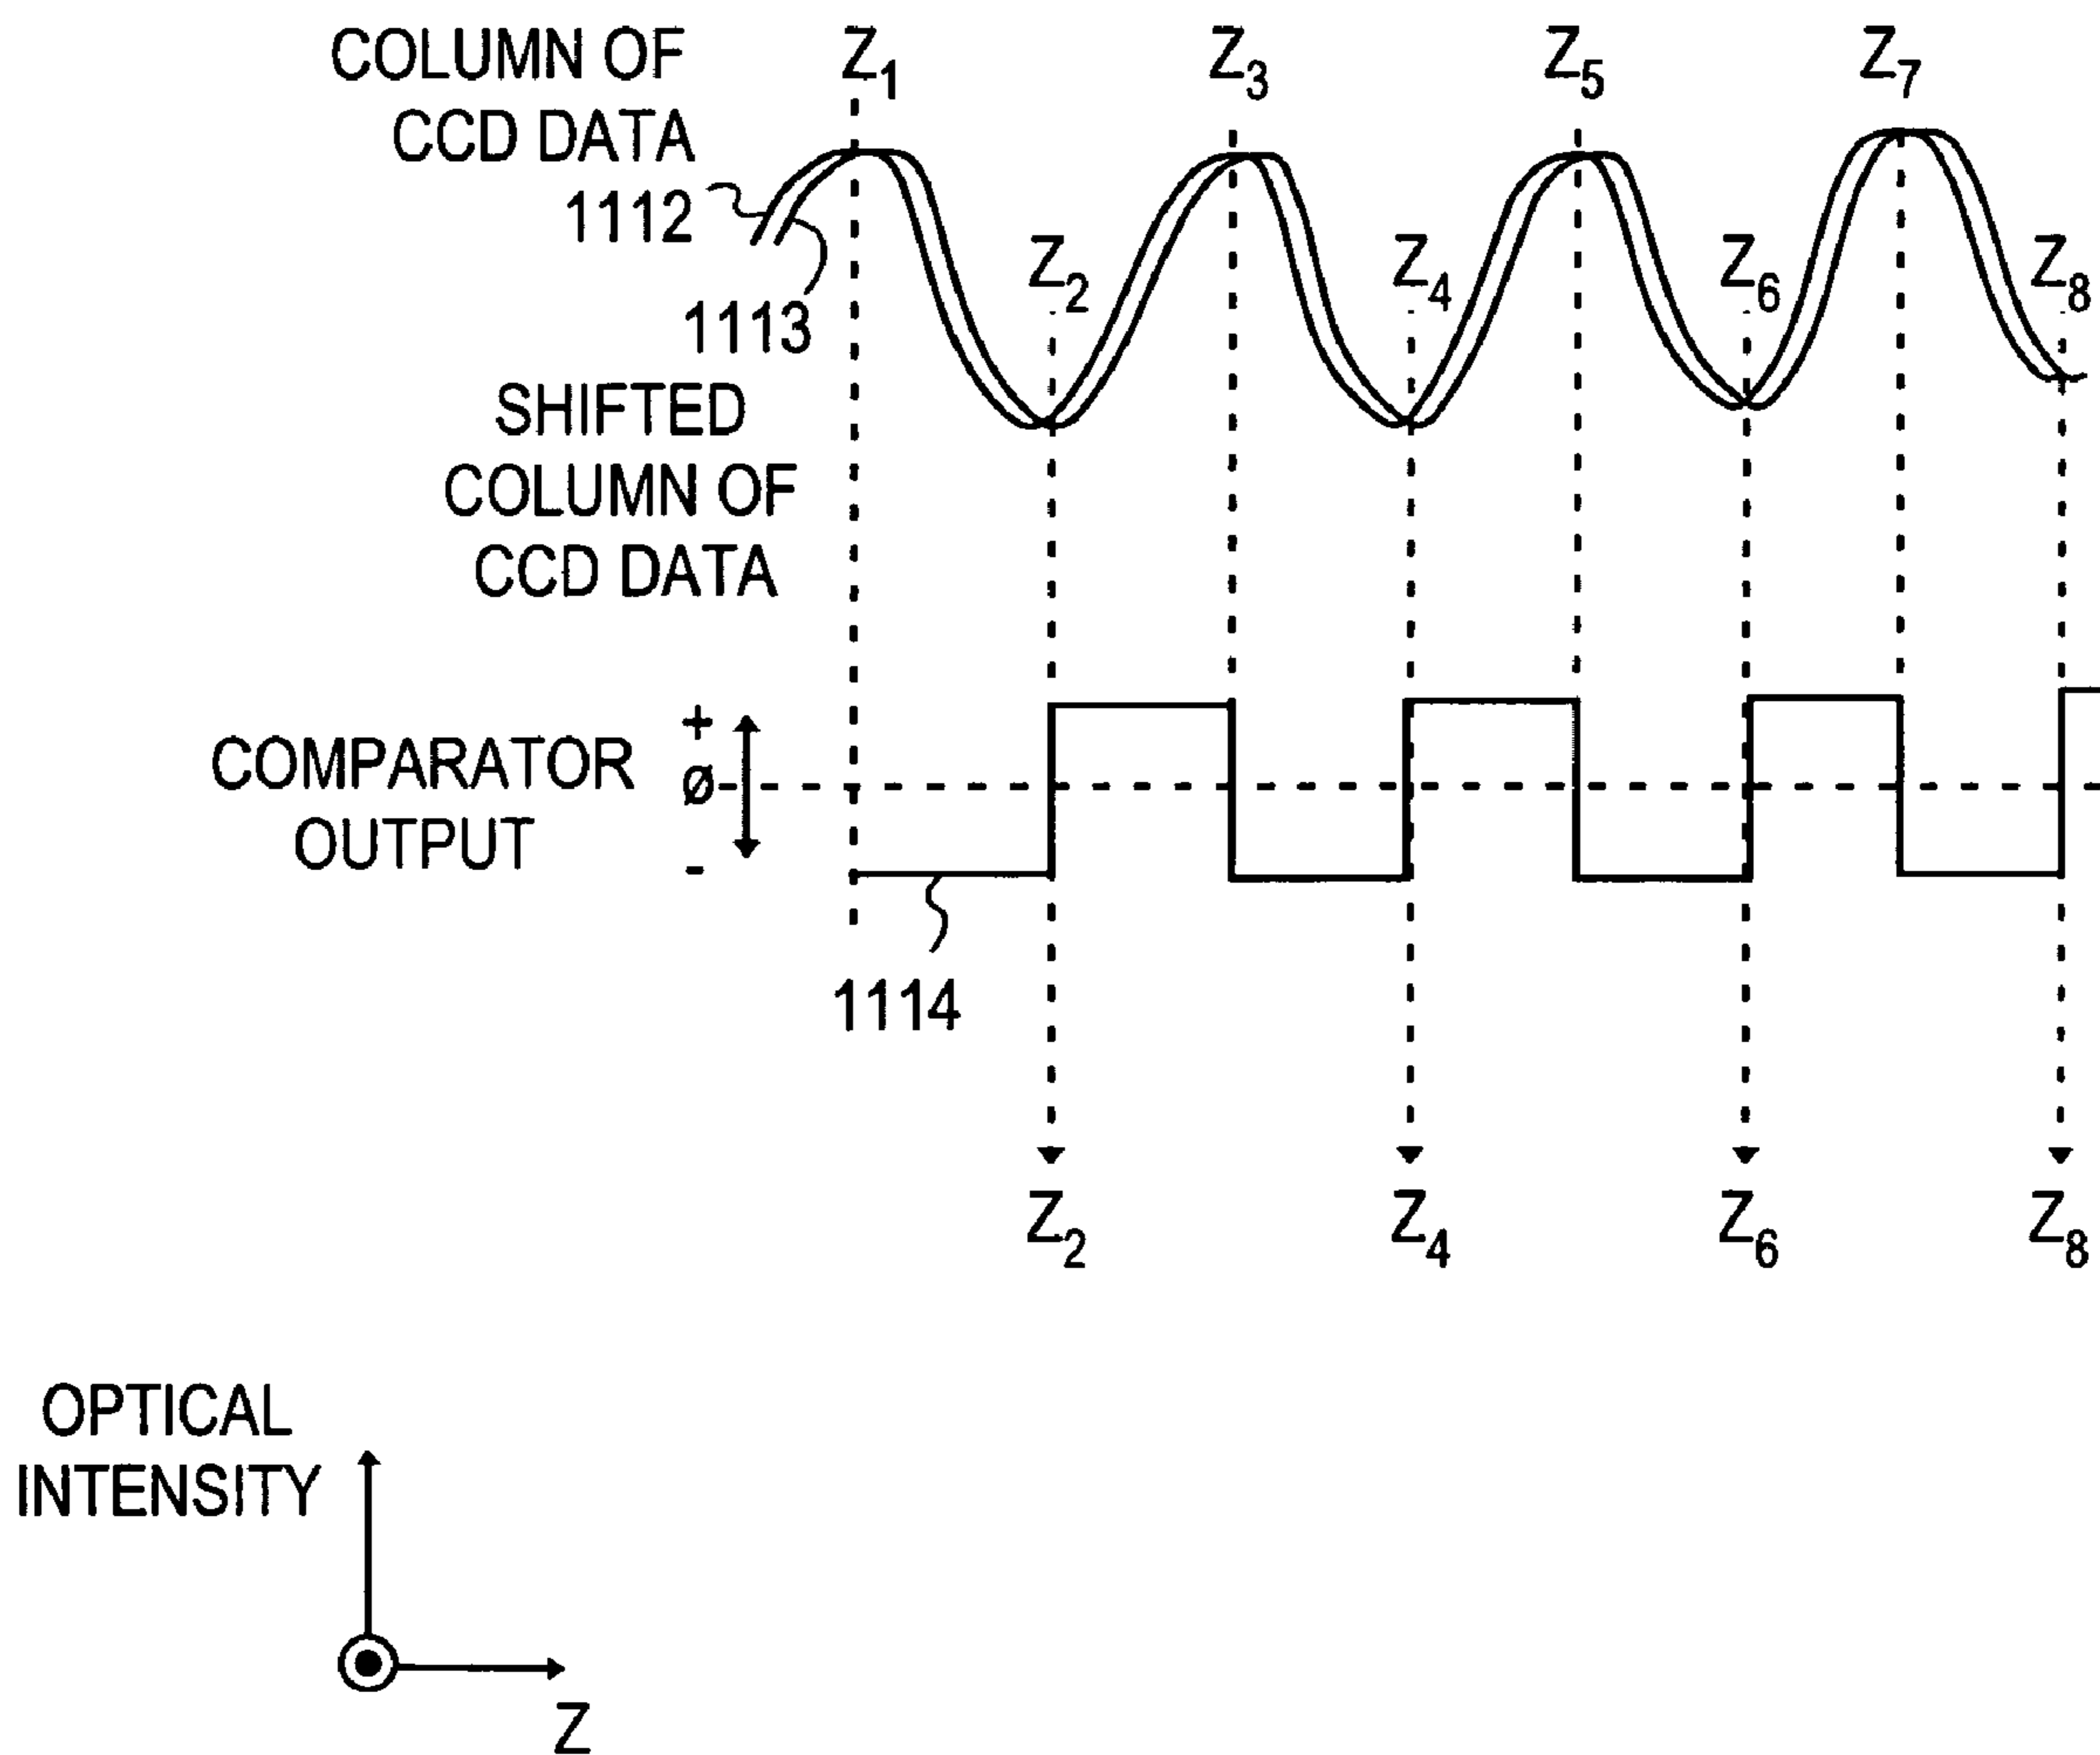 COLUMN OF
CCD DATA
1112
1113
SHIFTED
COLUMN OF
CCD DATA
Z1
Z3
Z5
Z7
Z2
Z4
Z6
Z8
COMPARATOR
OUTPUT
+
Ø
-
1114
Z2
Z4
Z6
Z8
OPTICAL
INTENSITY
Z